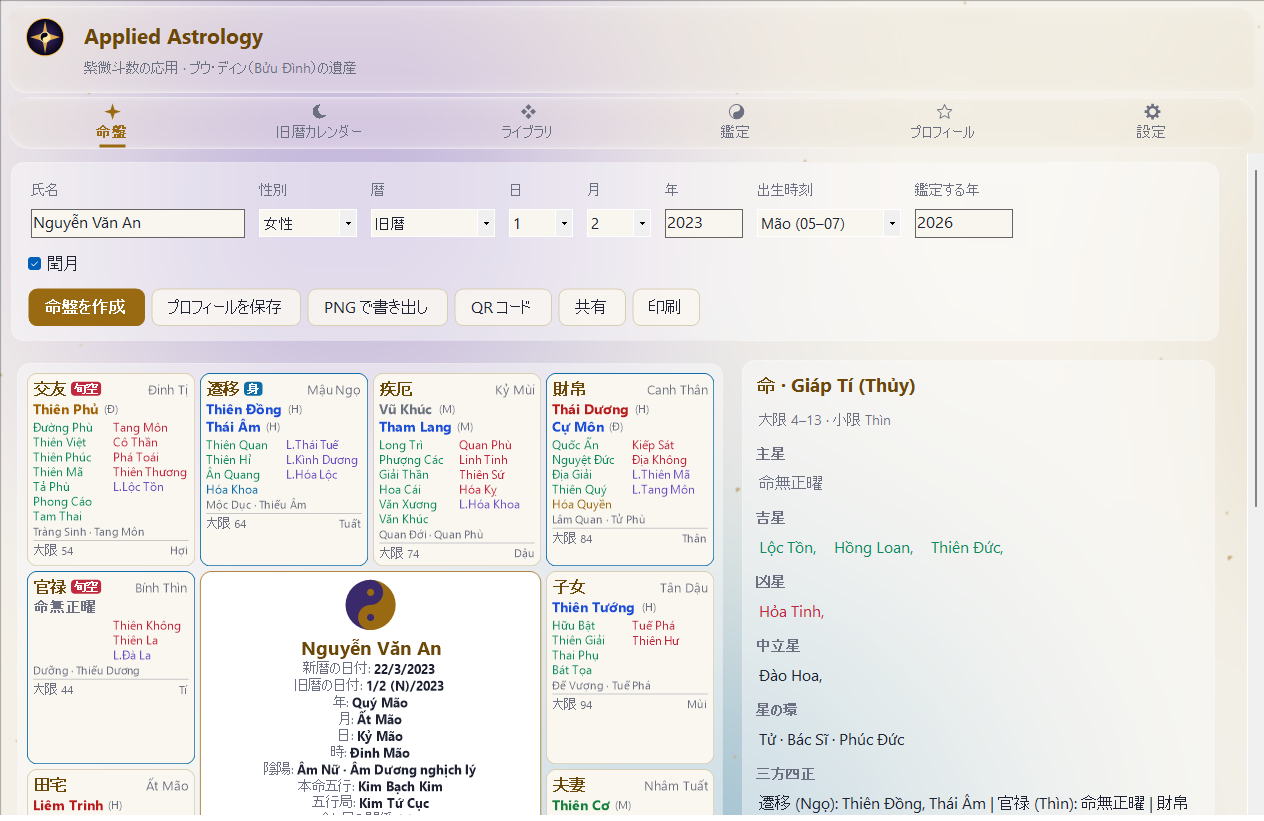 Applied Astrology
紫微斗数の応用 · ブウ・ディン(Bửu Đình)の遺産
命盤
旧暦カレンダー
ライブラリ
鑑定
プロフィール
設定
氏名 性別 暦 日 月 年 出生時刻 鑑定する年
Nguyễn Văn An 女性 旧暦 1 2 2023 Mão (05–07) 2026
閏月
命盤を作成 プロフィールを保存 PNG で書き出し QR コード 共有 印刷
交友 旬空 Đinh Tị
Thiên Phủ (Đ)
Đường Phù Tang Môn
Thiên Việt Cô Thần
Thiên Phúc Phá Toái
Thiên Mã Thiên Thương
Tả Phù L.Lộc Tồn
Phong Cáo
Tam Thai
Tràng Sinh · Tang Môn
大限 54 Hợi
遷移 身 Mậu Ngọ
Thiên Đồng (H)
Thái Âm (H)
Thiên Quan L.Thái Tuế
Thiên Hỉ L.Kình Dương
Ân Quang L.Hóa Lộc
Hóa Khoa
Mộc Dục · Thiếu Âm
大限 64 Tuất
疾厄 Kỷ Mùi
Vũ Khúc (M)
Tham Lang (M)
Long Trì Quan Phù
Phượng Các Linh Tinh
Giải Thần Thiên Sứ
Hoa Cái Hóa Kỵ
Văn Xương L.Hóa Khoa
Văn Khúc
Quan Đới · Quan Phù
大限 74 Dậu
財帛 Canh Thân
Thái Dương (H)
Cự Môn (Đ)
Quốc Ấn Kiếp Sát
Nguyệt Đức Địa Không
Địa Giải L.Thiên Mã
Thiên Quý L.Tang Môn
Hóa Quyền
Lâm Quan · Tử Phù
大限 84 Thân
官禄 旬空 Bính Thìn
命無正曜
Thiên Không
Thiên La
L.Đà La
Dưỡng · Thiếu Dương
大限 44 Tí
Nguyễn Văn An
新暦の日付: 22/3/2023
旧暦の日付: 1/2 (N)/2023
年: Quý Mão
月: Ất Mão
日: Kỷ Mão
時: Đinh Mão
陰陽: Âm Nữ · Âm Dương nghịch lý
本命五行: Kim Bạch Kim
五行局: Kim Tứ Cục
子女 Tân Dậu
Thiên Tướng (H)
Hữu Bật Tuế Phá
Thiên Giải Thiên Hư
Thai Phụ
Bát Tọa
Đế Vượng · Tuế Phá
大限 94 Mùi
田宅 Ất Mão
Liêm Trinh (H)
夫妻 Nhâm Tuất
Thiên Cơ (M)
命 · Giáp Tí (Thủy)
大限 4–13 · 小限 Thìn
主星
命無正曜
吉星
Lộc Tồn, Hồng Loan, Thiên Đức,
凶星
Hỏa Tinh,
中立星
Đào Hoa,
星の環
Tử · Bác Sĩ · Phúc Đức
三方四正
遷移 (Ngọ): Thiên Đồng, Thái Âm | 官禄 (Thìn): 命無正曜 | 財帛